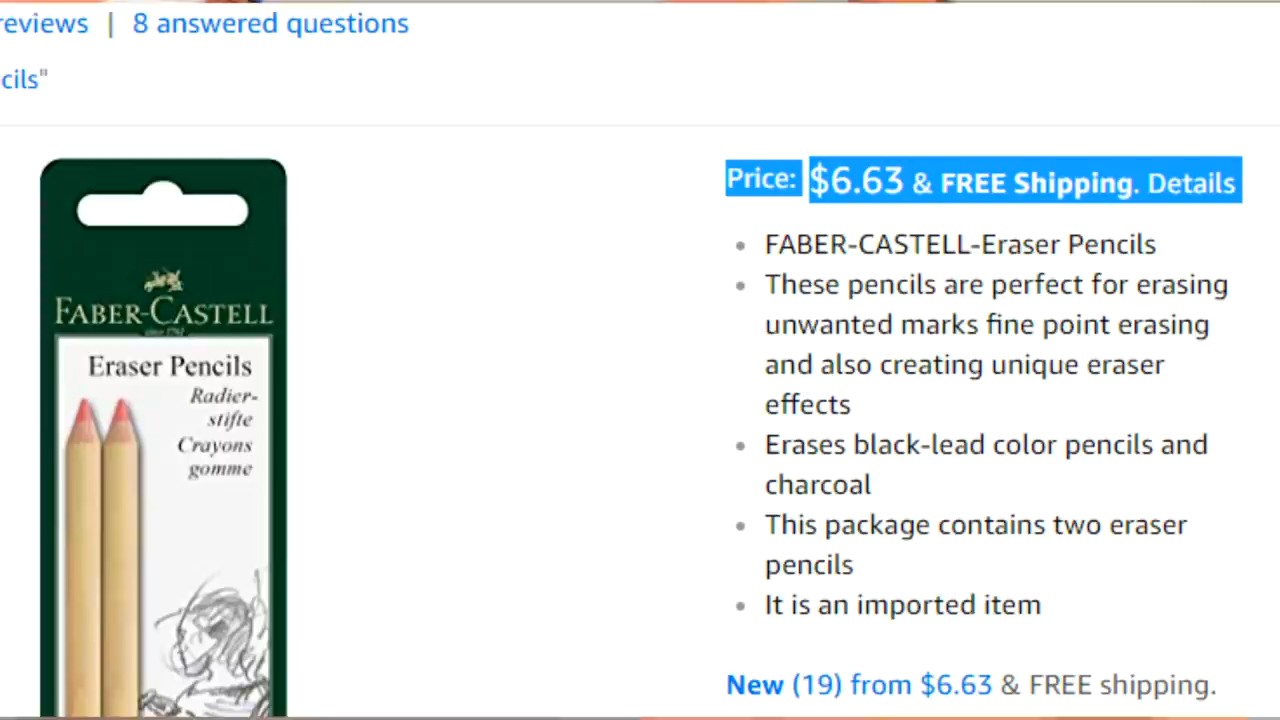 reviews | 8 answered questions
cils"
FABER-CASTELL
since 1761
Eraser Pencils
Radier-
stifte
Crayons
gomme
Price: $6.63 & FREE Shipping. Details
FABER-CASTELL-Eraser Pencils
These pencils are perfect for erasing
unwanted marks fine point erasing
and also creating unique eraser
effects
Erases black-lead color pencils and
charcoal
This package contains two eraser
pencils
It is an imported item
New (19) from $6.63 & FREE shipping.